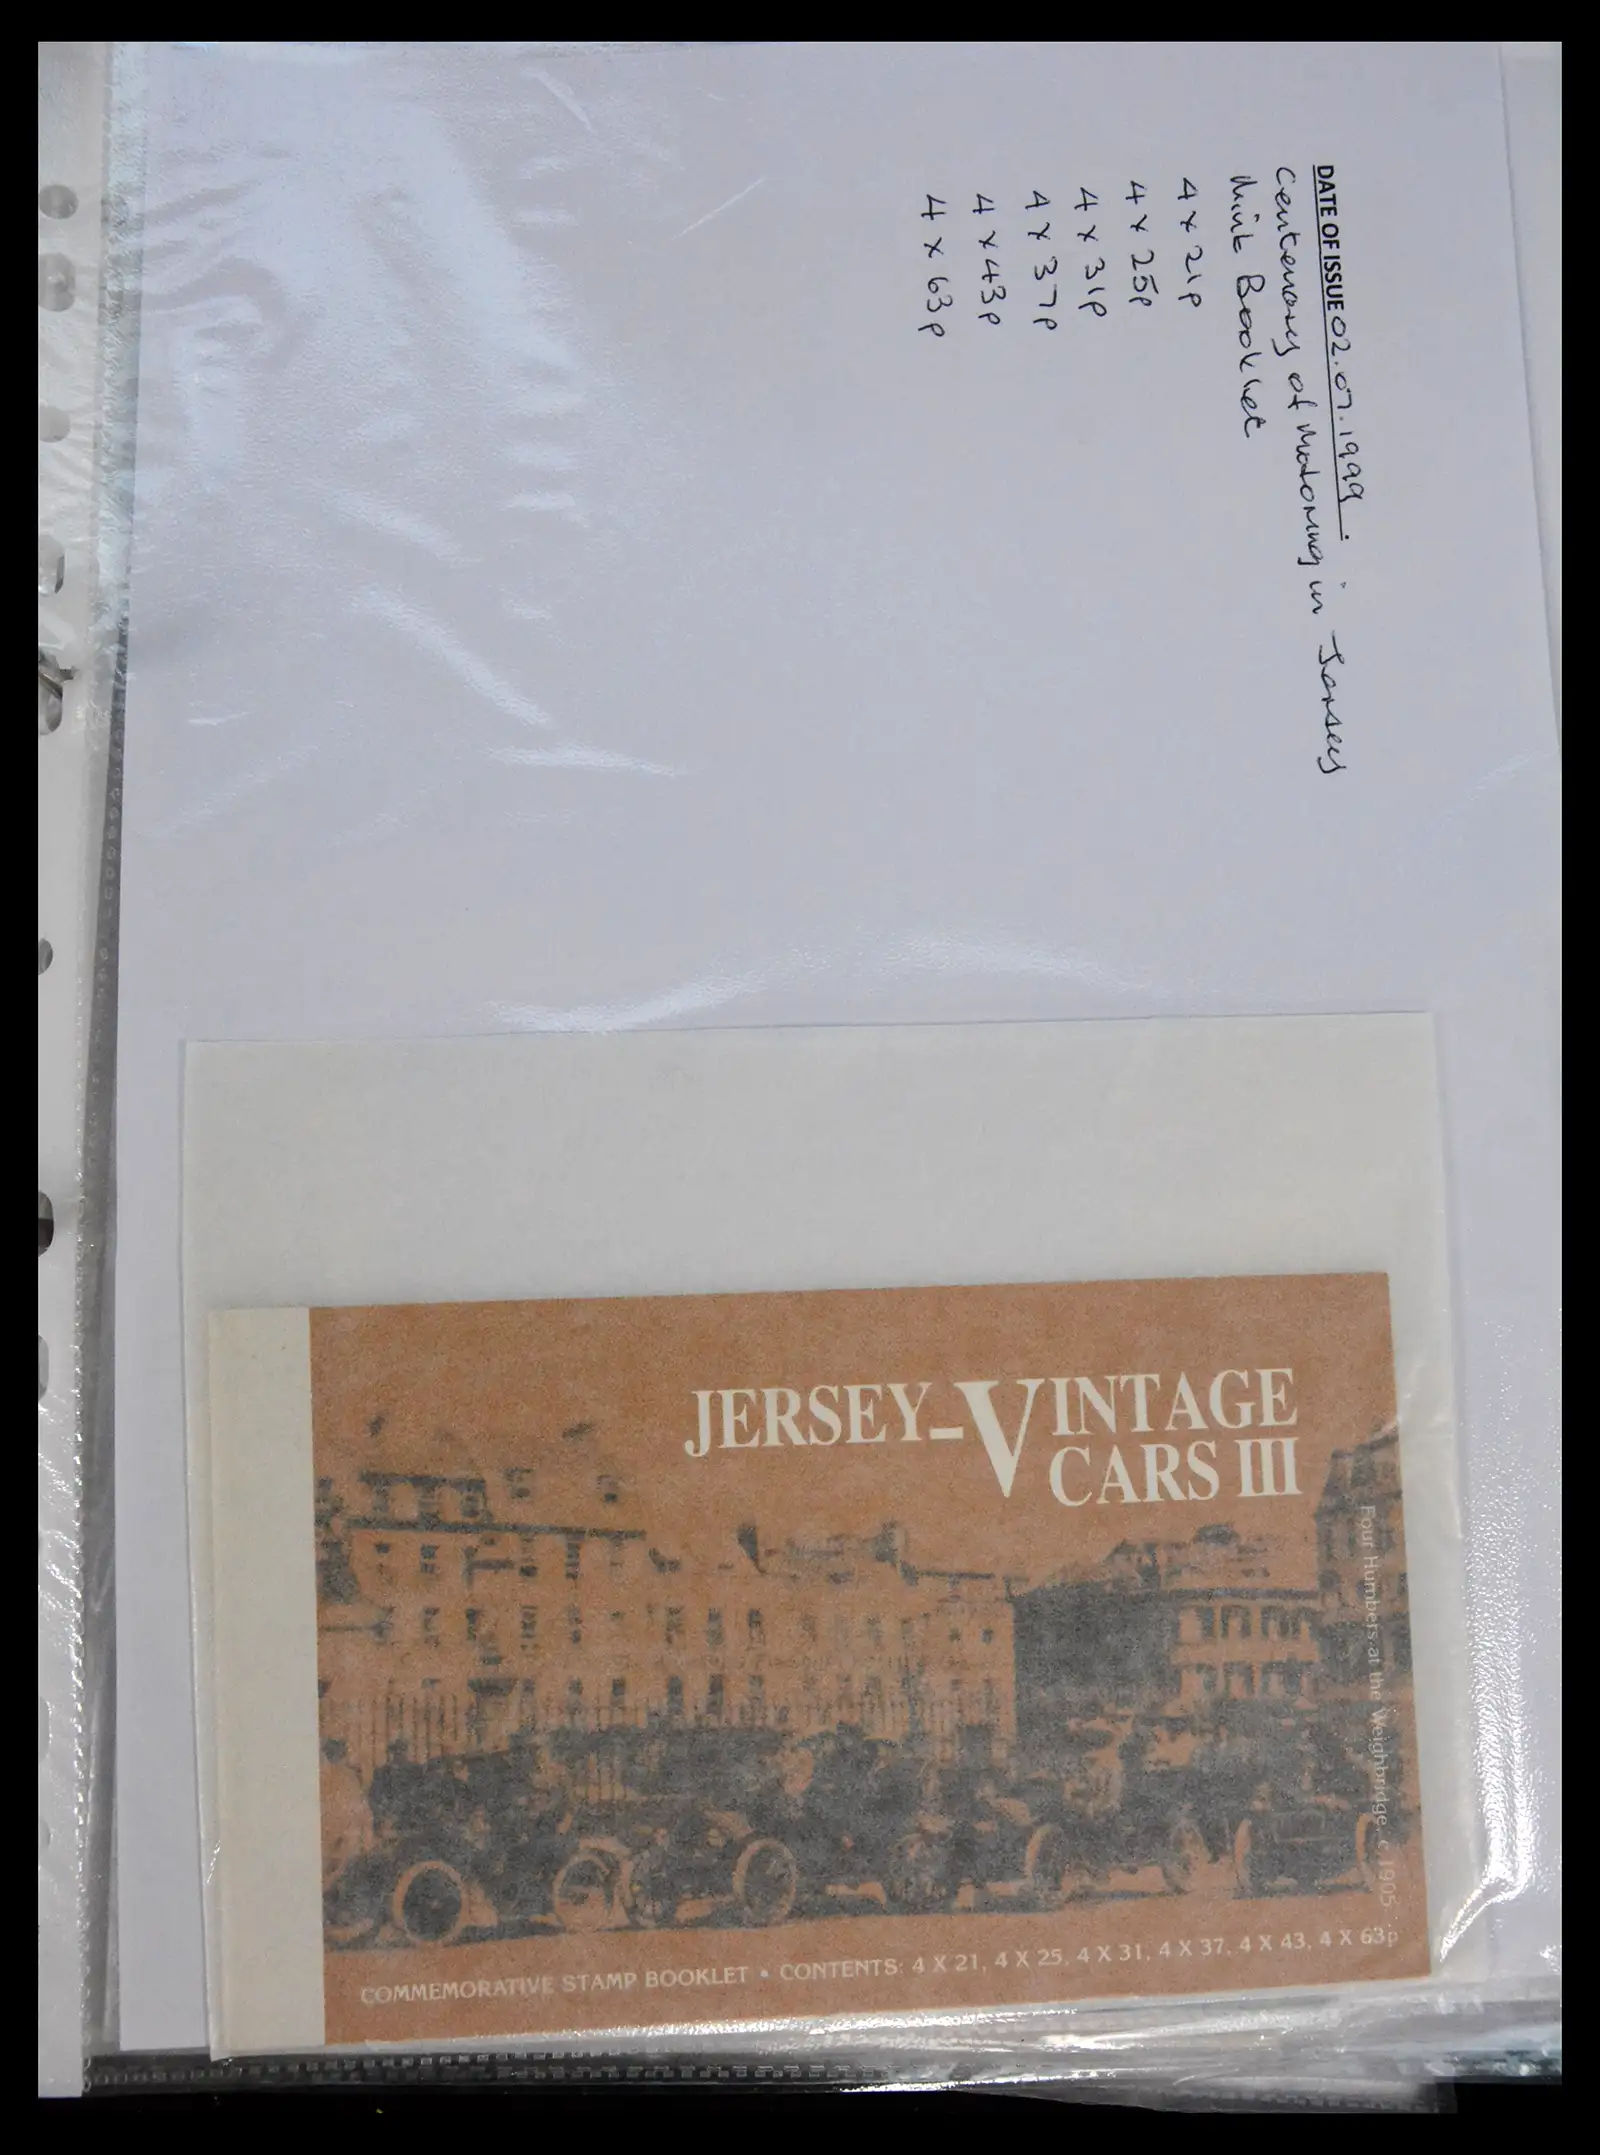 DATE OF ISSUE 02.07.1999.
Centenary of Motoring in Jersey
Mint Booklet
4 x 21p
4 x 25p
4 x 31p
4 x 37p
4 x 43p
4 x 63p
JERSEY-VINTAGE
CARS III
Four Humbers at the Weighbridge, c.1905
COMMEMORATIVE STAMP BOOKLET • CONTENTS: 4 X 21, 4 X 25, 4 X 31, 4 X 37, 4 X 43, 4 X 63p